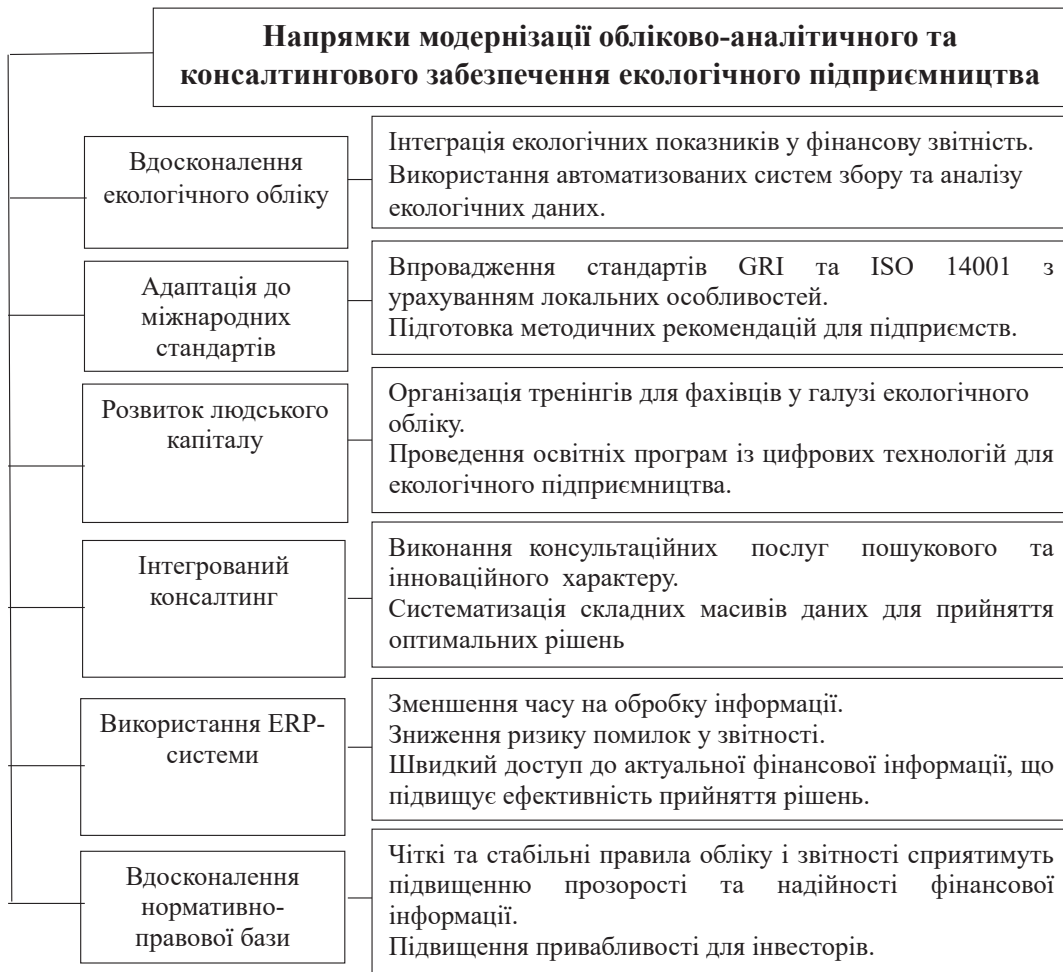 Напрямки модернізації обліково-аналітичного та
консалтингового забезпечення екологічного підприємництва
Вдосконалення
екологічного обліку
Інтеграція екологічних показників у фінансову звітність.
Використання автоматизованих систем збору та аналізу
екологічних даних.
Адаптація до
міжнародних
стандартів
Впровадження стандартів GRI та ISO 14001 з
урахуванням локальних особливостей.
Підготовка методичних рекомендацій для підприємств.
Розвиток людського
капіталу
Організація тренінгів для фахівців у галузі екологічного
обліку.
Проведення освітніх програм із цифрових технологій для
екологічного підприємництва.
Інтегрований
консалтинг
Виконання консультаційних послуг пошукового та
інноваційного характеру.
Систематизація складних масивів даних для прийняття
оптимальних рішень
Використання ERP-
системи
Зменшення часу на обробку інформації.
Зниження ризику помилок у звітності.
Швидкий доступ до актуальної фінансової інформації, що
підвищує ефективність прийняття рішень.
Вдосконалення
нормативно-
правової бази
Чіткі та стабільні правила обліку і звітності сприятимуть
підвищенню прозорості та надійності фінансової
інформації.
Підвищення привабливості для інвесторів.